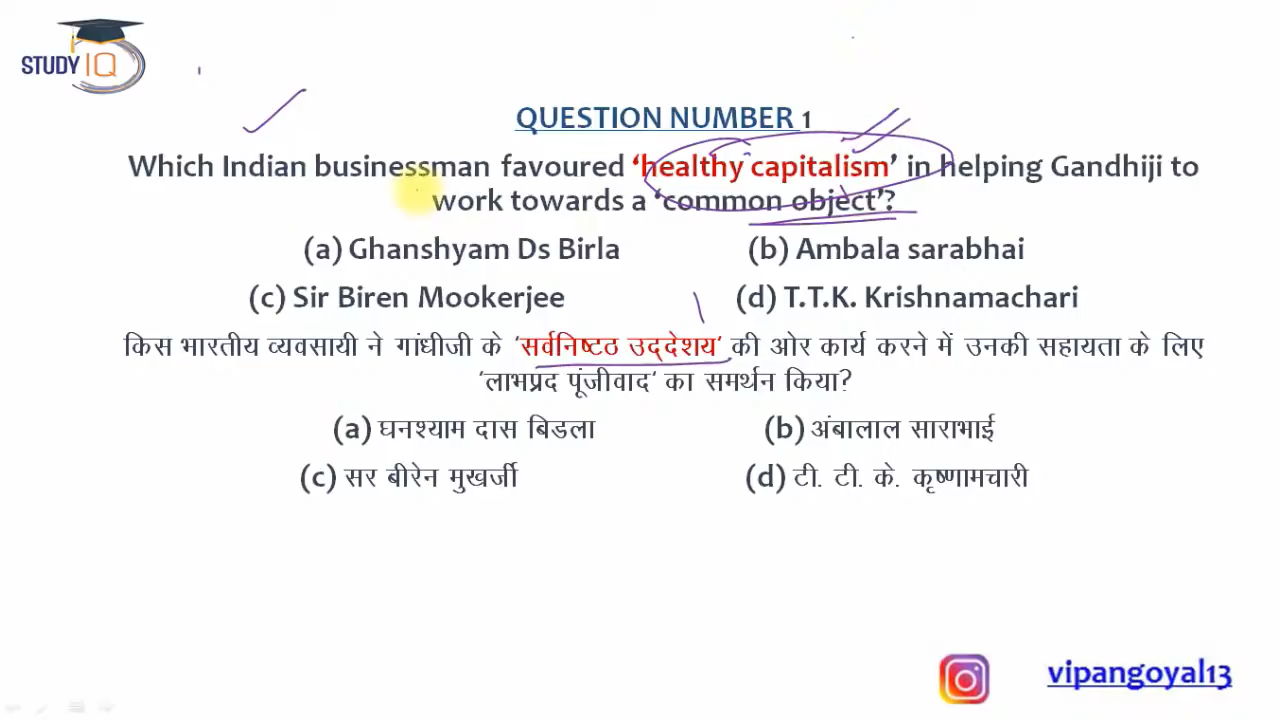 STUDY IQ
QUESTION NUMBER 1
Which Indian businessman favoured ‘healthy capitalism’ in helping Gandhiji to
work towards a ‘common object’?
(a) Ghanshyam Ds Birla (b) Ambala sarabhai
(c) Sir Biren Mookerjee (d) T.T.K. Krishnamachari
किस भारतीय व्यवसायी ने गांधीजी के 'सर्वनिष्टठ उद्देशय' की ओर कार्य करने में उनकी सहायता के लिए
'लाभप्रद पूंजीवाद' का समर्थन किया?
(a) घनश्याम दास बिडला (b) अंबालाल साराभाई
(c) सर बीरेन मुखर्जी (d) टी. टी. के. कृष्णामचारी
vipangoyal13